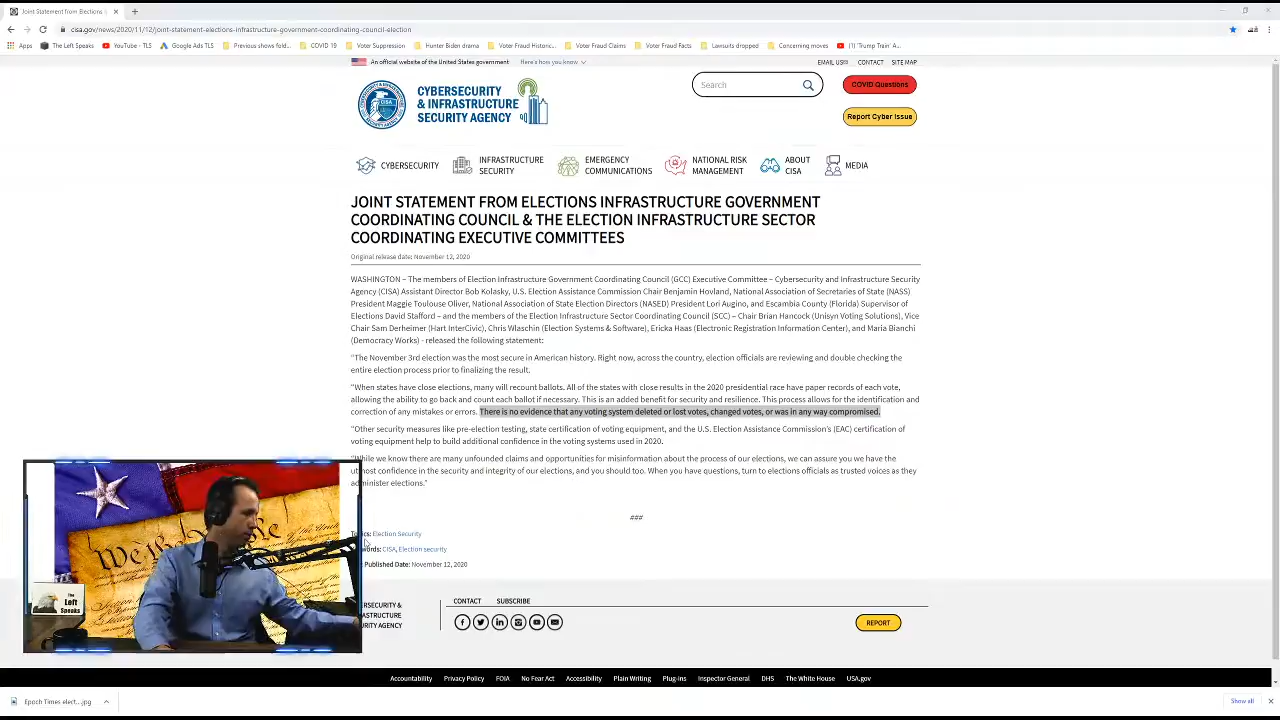 Joint Statement from Elections I
cisa.gov/news/2020/11/12/joint-statement-elections-infrastructure-government-coordinating-council-election
Apps The Left Speaks YouTube - TLS Google Ads TLS Previous shows fold... COVID 19 Voter Suppression Hunter Biden drama Voter Fraud Historic... Voter Fraud Claims Voter Fraud Facts Lawsuits dropped Concerning moves (1) 'Trump Train' A...
An official website of the United States government Here's how you know
EMAIL US CONTACT SITE MAP
CYBERSECURITY
& INFRASTRUCTURE
SECURITY AGENCY
CISA
Search
COVID Questions
Report Cyber Issue
CYBERSECURITY
INFRASTRUCTURE
SECURITY
EMERGENCY
COMMUNICATIONS
NATIONAL RISK
MANAGEMENT
ABOUT
CISA
MEDIA
JOINT STATEMENT FROM ELECTIONS INFRASTRUCTURE GOVERNMENT
COORDINATING COUNCIL & THE ELECTION INFRASTRUCTURE SECTOR
COORDINATING EXECUTIVE COMMITTEES
Original release date: November 12, 2020
WASHINGTON – The members of Election Infrastructure Government Coordinating Council (GCC) Executive Committee – Cybersecurity and Infrastructure Security
Agency (CISA) Assistant Director Bob Kolasky, U.S. Election Assistance Commission Chair Benjamin Hovland, National Association of Secretaries of State (NASS)
President Maggie Toulouse Oliver, National Association of State Election Directors (NASED) President Lori Augino, and Escambia County (Florida) Supervisor of
Elections David Stafford – and the members of the Election Infrastructure Sector Coordinating Council (SCC) – Chair Brian Hancock (Unisyn Voting Solutions), Vice
Chair Sam Derheimer (Hart InterCivic), Chris Wlaschin (Election Systems & Software), Ericka Haas (Electronic Registration Information Center), and Maria Bianchi
(Democracy Works) - released the following statement:
“The November 3rd election was the most secure in American history. Right now, across the country, election officials are reviewing and double checking the
entire election process prior to finalizing the result.
“When states have close elections, many will recount ballots. All of the states with close results in the 2020 presidential race have paper records of each vote,
allowing the ability to go back and count each ballot if necessary. This is an added benefit for security and resilience. This process allows for the identification and
correction of any mistakes or errors. There is no evidence that any voting system deleted or lost votes, changed votes, or was in any way compromised.
“Other security measures like pre-election testing, state certification of voting equipment, and the U.S. Election Assistance Commission's (EAC) certification of
voting equipment help to build additional confidence in the voting systems used in 2020.
“While we know there are many unfounded claims and opportunities for misinformation about the process of our elections, we can assure you we have the
utmost confidence in the security and integrity of our elections, and you should too. When you have questions, turn to elections officials as trusted voices as they
administer elections.”
###
Topics: Election Security
ords: CISA, Election security
Published Date: November 12, 2020
We the
The
Left
Speaks
ERSECURITY &
ASTRUCTURE
URITY AGENCY
CONTACT SUBSCRIBE
REPORT
Accountability Privacy Policy FOIA No Fear Act Accessibility Plain Writing Plug-ins Inspector General DHS The White House USA.gov
Epoch Times elect....jpg
Show all